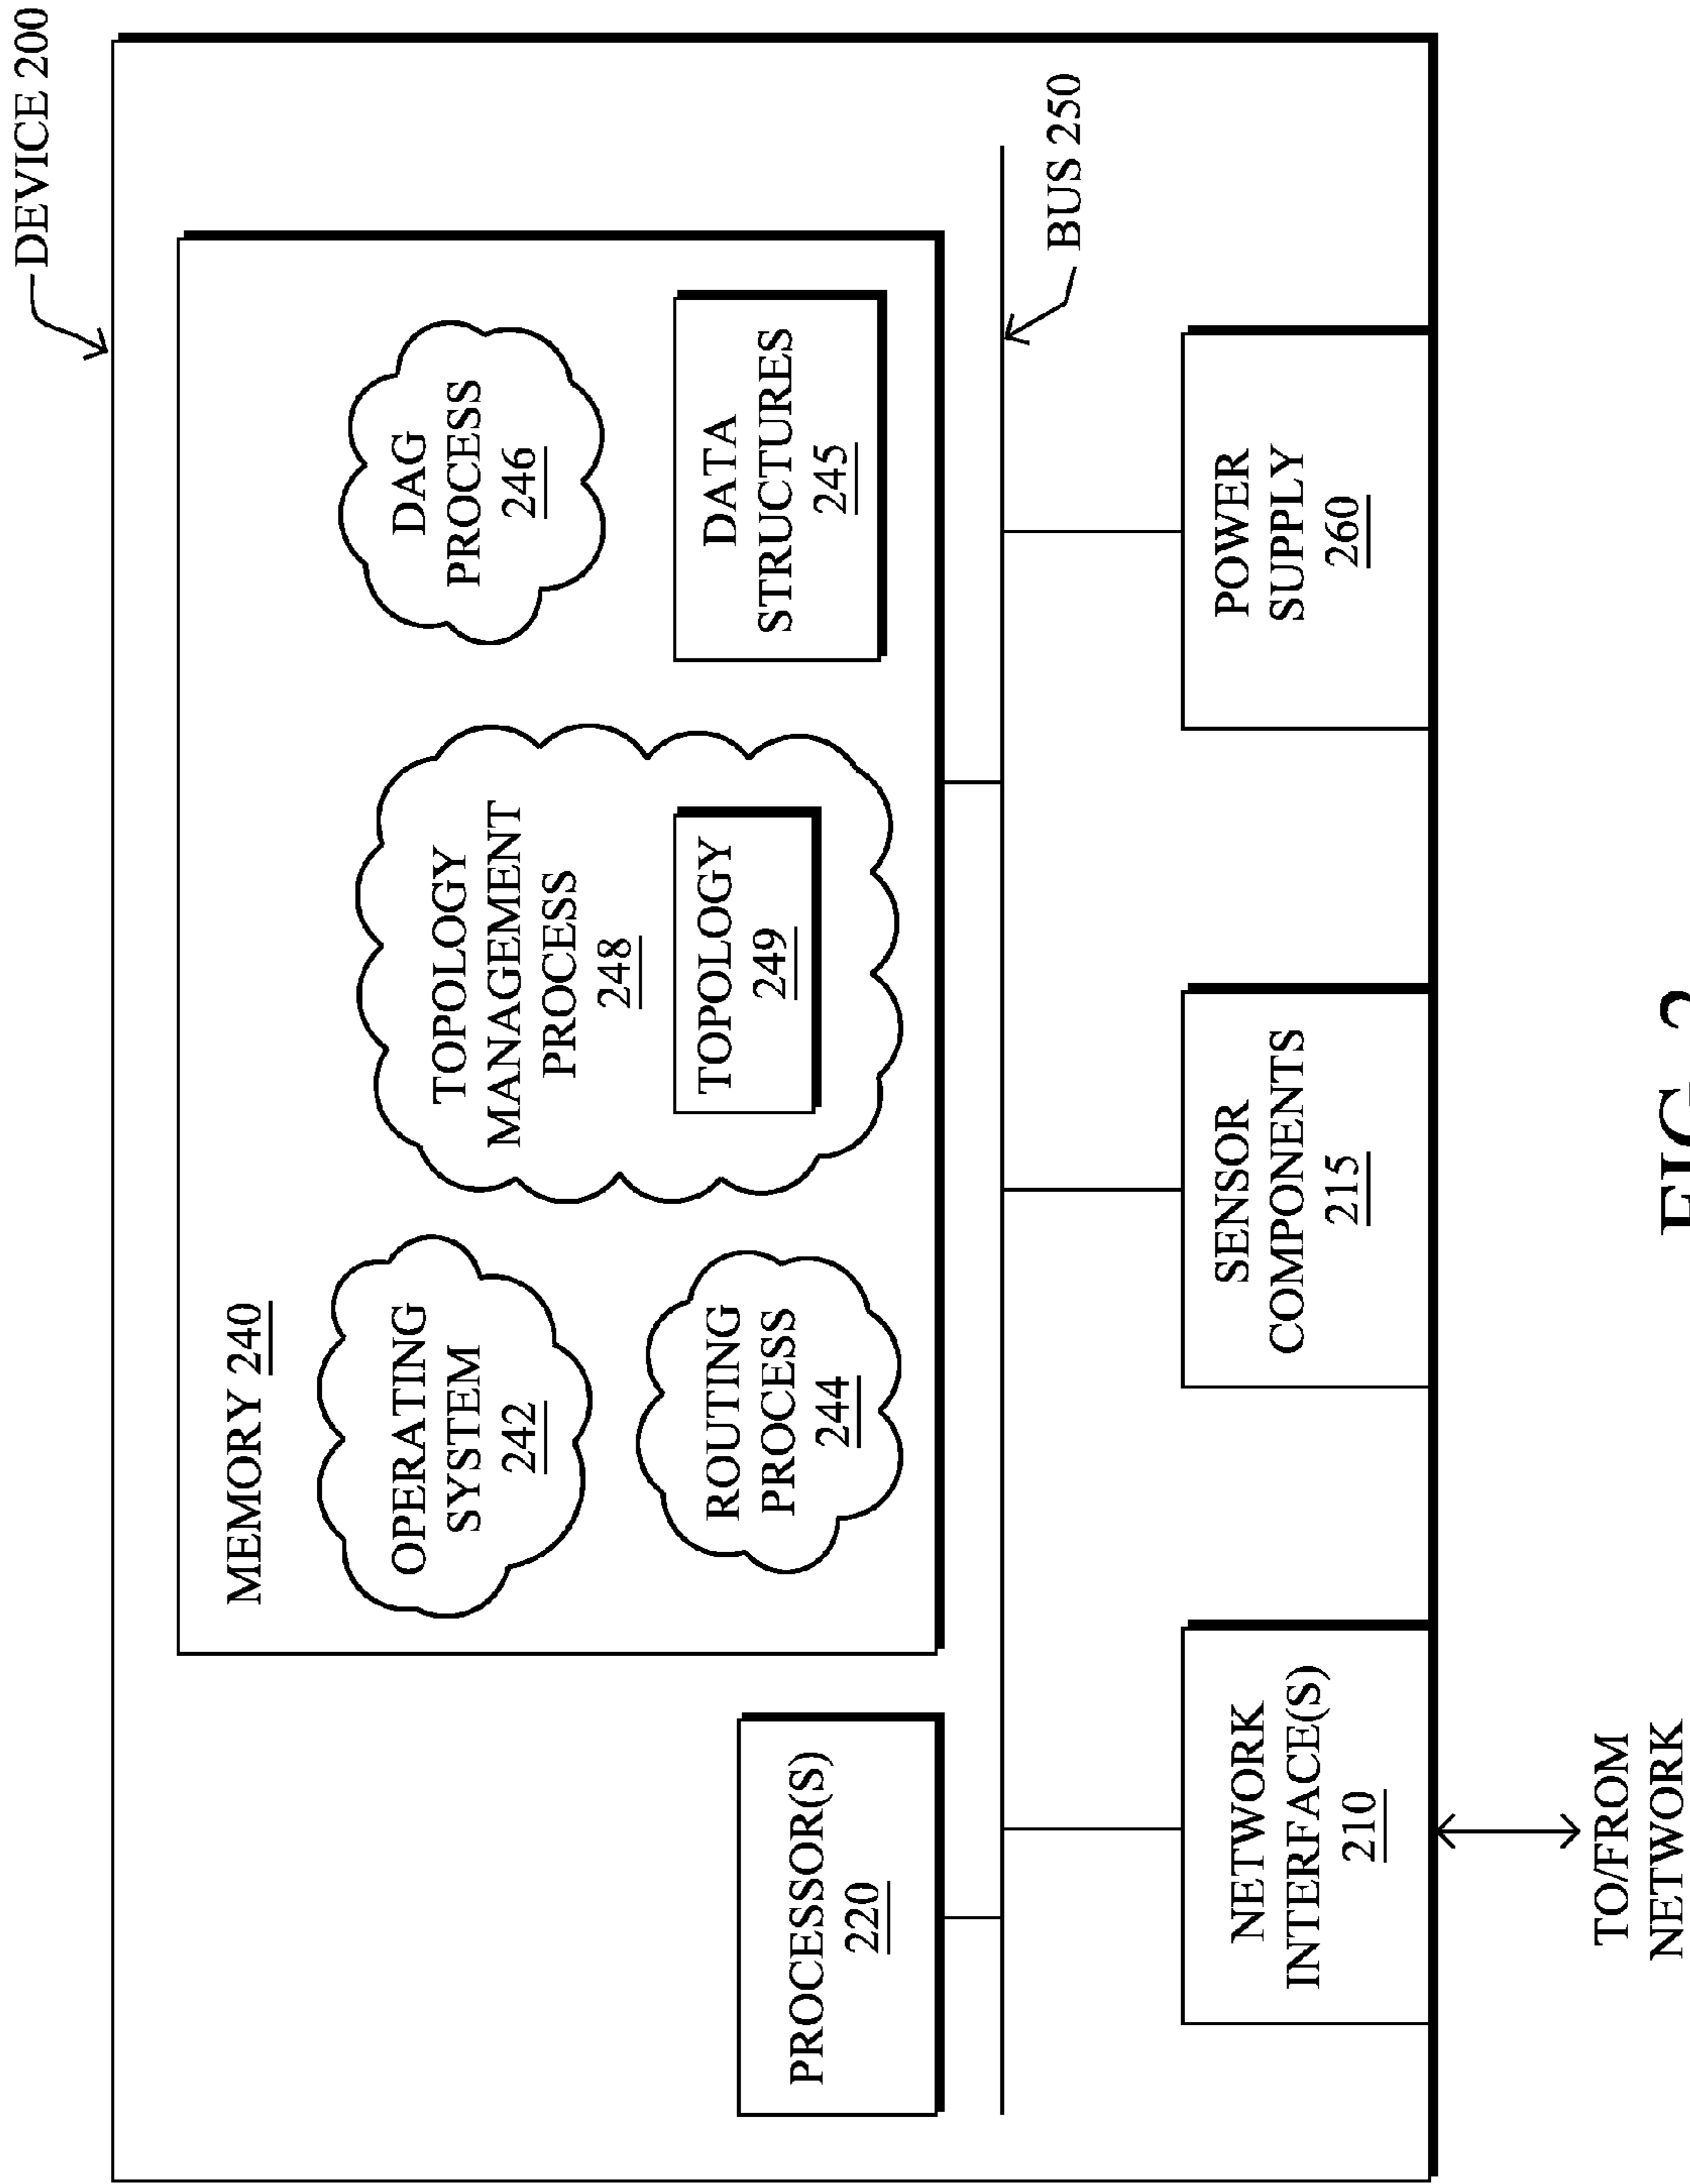 DEVICE 200
MEMORY 240
OPERATING
SYSTEM
242
ROUTING
PROCESS
244
TOPOLOGY
MANAGEMENT
PROCESS
248
TOPOLOGY
249
DAG
PROCESS
246
DATA
STRUCTURES
245
PROCESSOR(S)
220
BUS 250
NETWORK
INTERFACE(S)
210
SENSOR
COMPONENTS
215
POWER
SUPPLY
260
TO/FROM
NETWORK